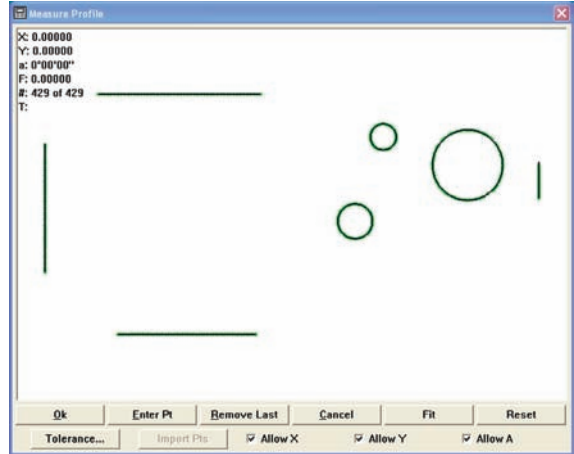 Measure Profile
X: 0.00000
Y: 0.00000
a: 0°00'00"
F: 0.00000
#: 429 of 429
T:
Ok Enter Pt Remove Last Cancel Fit Reset
Tolerance... Import Pts Allow X Allow Y Allow A